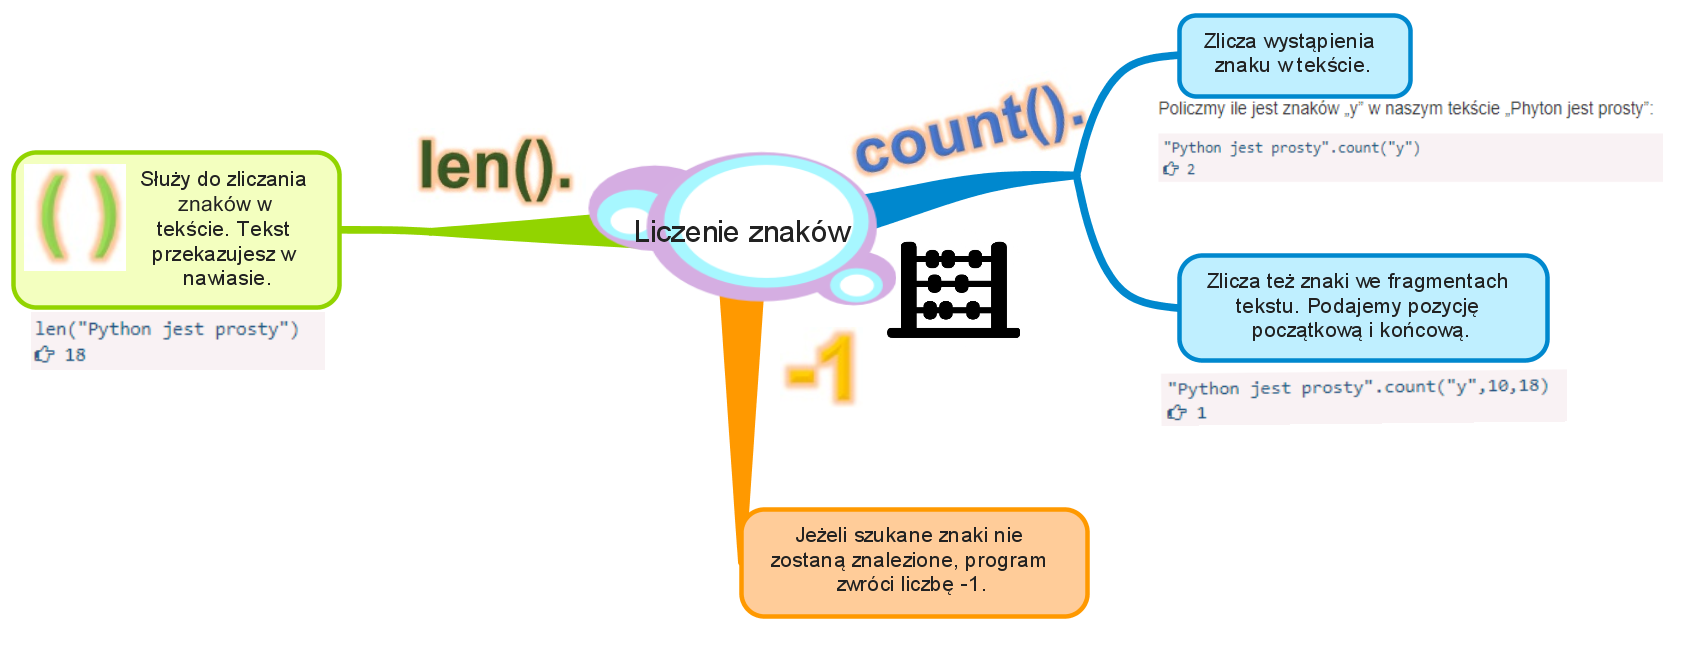 Liczenie znaków
len().
Służy do zliczania
znaków w
tekście. Tekst
przekazujesz w
nawiasie.
len("Python jest prosty")
18
count().
Zlicza wystąpienia
znaku w tekście.
Policzmy ile jest znaków „y” w naszym tekście „Phyton jest prosty”:
"Python jest prosty".count("y")
2
Zlicza też znaki we fragmentach
tekstu. Podajemy pozycję
początkową i końcową.
"Python jest prosty".count("y",10,18)
1
-1
Jeżeli szukane znaki nie
zostaną znalezione, program
zwróci liczbę -1.